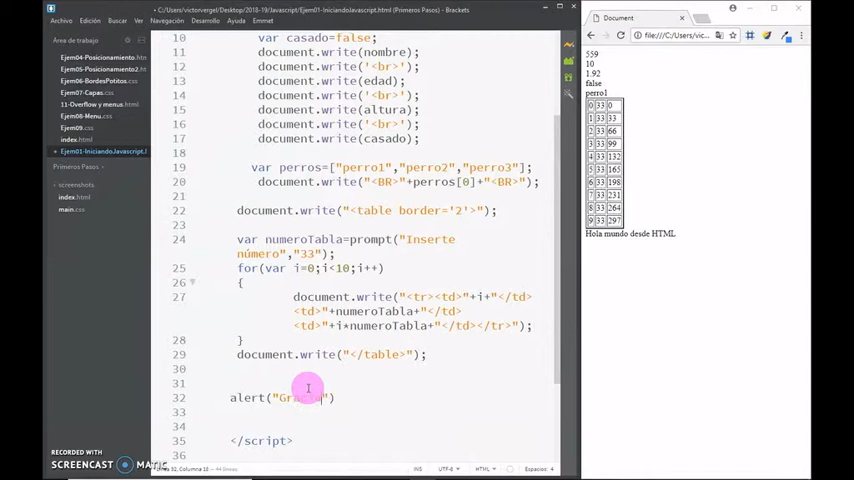 C:/Users/victorvergel/Desktop/2018-19/Javascript/Ejem01-IniciandoJavascript.html (Primeros Pasos) - Brackets
Archivo Edición Buscar Ver Navegación Desarrollo Ayuda Emmet
Área de trabajo
Ejem04-Posicionamiento.htn
Ejem05-Posicionamiento2.h
Ejem06-BordesPotitos.css
Ejem07-Capas.css
11-Overflow y menus.html
Ejem08-Menu.css
Ejem09.css
index.html
Ejem01-IniciandoJavascript.l
Primeros Pasos
screenshots
index.html
main.css
10 var casado=false;
11 document.write(nombre);
12 document.write('<br>');
13 document.write(edad);
14 document.write('<br>');
15 document.write(altura);
16 document.write('<br>');
17 document.write(casado);
18
19 var perros=["perro1","perro2","perro3"];
20 document.write("<BR>"+perros[0]+"<BR>");
22 document.write("<table border='2'>");
24 var numeroTabla=prompt("Inserte
número","33");
25 for(var i=0;i<10;i++)
26 {
27 document.write("<tr><td>"+i+"</td>
<td>"+numeroTabla+"</td>
<td>"+i*numeroTabla+"</td></tr>");
28 }
29 document.write("</table>");
30
31
32 alert("Gr
")
33
35 </script>
36
Línea 32, Columna 18 — 44 líneas
INS UTF-8 HTML Espacios: 4
RECORDED WITH
SCREENCAST MATIC
Document
file:///C:/Users/vic
559
10
1.92
false
perro1
0 33 0
1 33 33
2 33 66
3 33 99
4 33 132
5 33 165
6 33 198
7 33 231
8 33 264
9 33 297
Hola mundo desde HTML